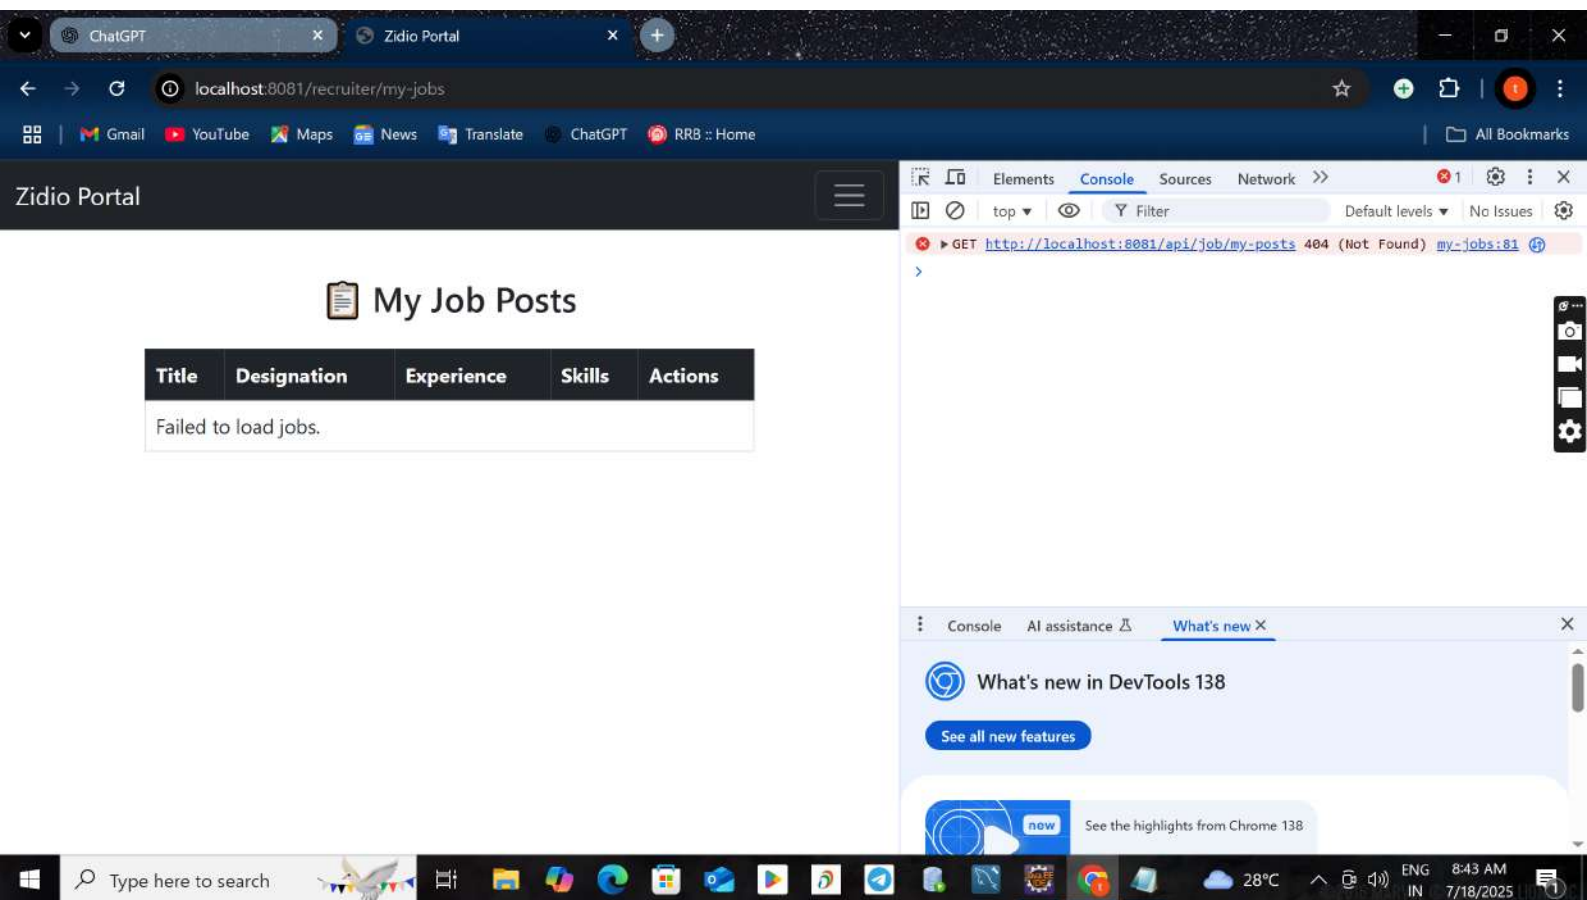 ChatGPT
Zidio Portal
localhost:8081/recruiter/my-jobs
t
Gmail
YouTube
Maps
News
Translate
ChatGPT
RRB :: Home
All Bookmarks
Zidio Portal
Elements
Console
Sources
Network
1
top
Filter
Default levels
No Issues
GET http://localhost:8081/api/job/my-posts 404 (Not Found) my-jobs:81
My Job Posts
Title Designation Experience Skills Actions
Failed to load jobs.
Console
AI assistance
What's new
What's new in DevTools 138
See all new features
new
See the highlights from Chrome 138
Type here to search
28°C
ENG
IN
8:43 AM
7/18/2025
1